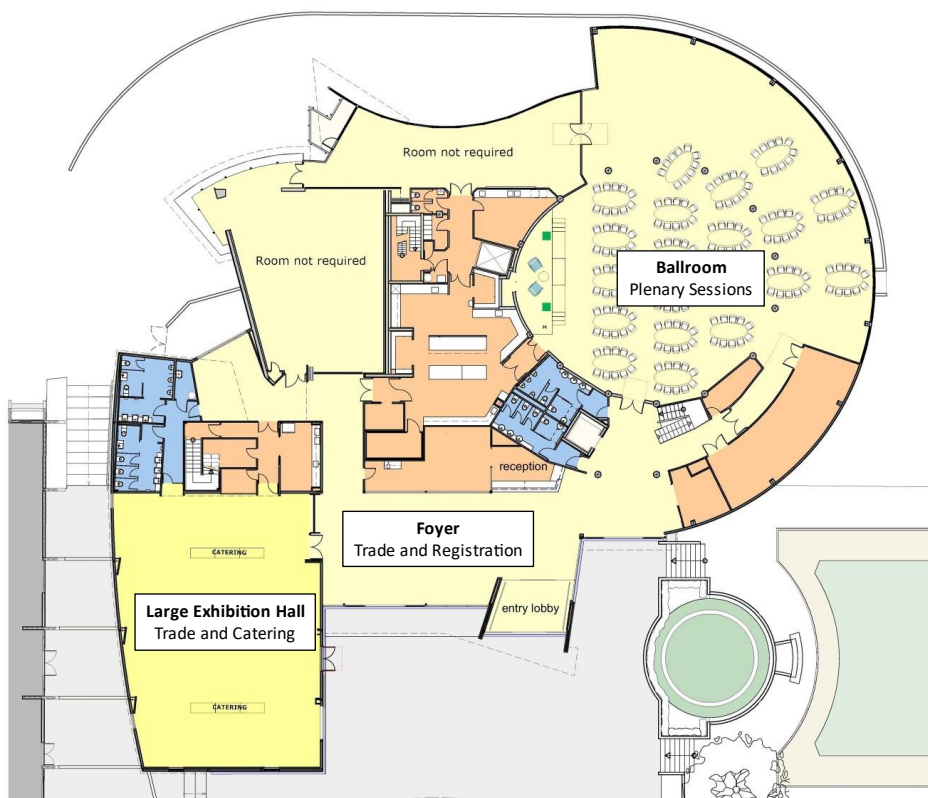 Room not required
Room not required
Ballroom
Plenary Sessions
reception
Foyer
Trade and Registration
CATERING
Large Exhibition Hall
Trade and Catering
entry lobby
CATERING